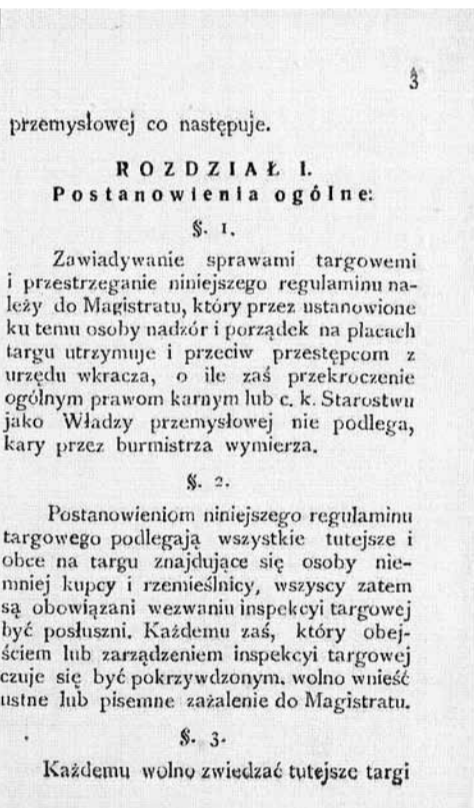 3
przemysłowej co następuje.
ROZDZIAŁ I.
Postanowienia ogólne:
§. 1.
Zawiadywanie sprawami targowemi
i przestrzeganie niniejszego regulaminu na-
leży do Magistratu, który przez ustanowione
ku temu osoby nadzór i porządek na placach
targu utrzymuje i przeciw przestępcom z
urzędu wkracza, o ile zaś przekroczenie
ogólnym prawom karnym lub c. k. Starostwu
jako Władzy przemysłowej nie podlega,
kary przez burmistrza wymierza.
§. 2.
Postanowieniom niniejszego regulaminu
targowego podlegają wszystkie tutejsze i
obce na targu znajdujące się osoby nie-
mniej kupcy i rzemieślnicy, wszyscy zatem
są obowiązani wezwaniu inspekcyi targowej
być posłuszni. Każdemu zaś, który obej-
ściem lub zarządzeniem inspekcyi targowej
czuje się być pokrzywdzonym. wolno wnieść
ustne lub pisemne zażalenie do Magistratu.
§. 3.
Każdemu wolno zwiedzać tutejsze targi